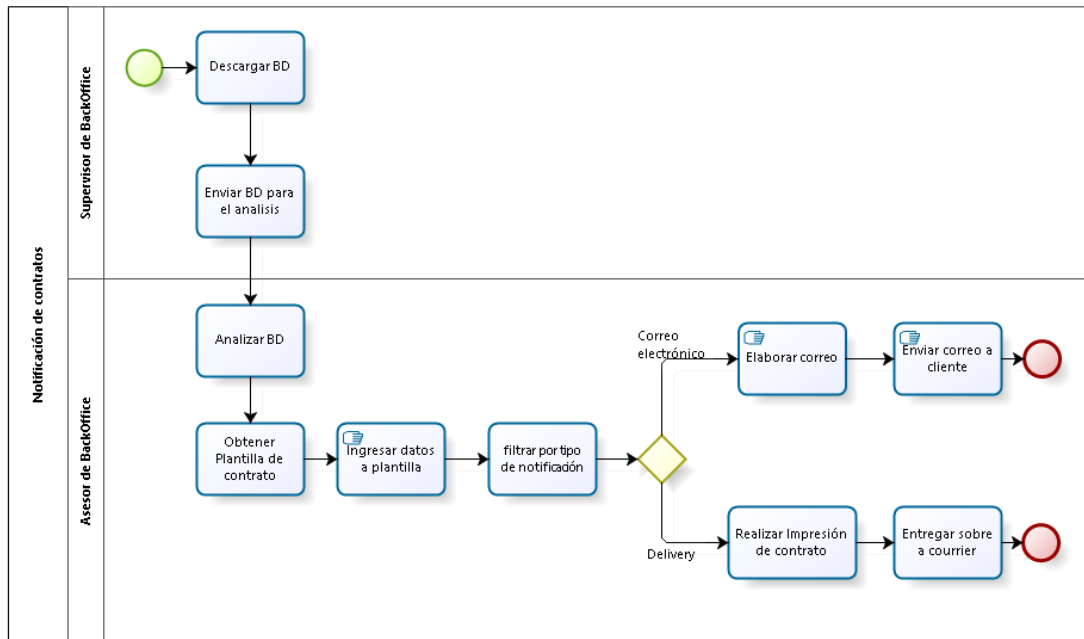 Notificación de contratos
Supervisor de BackOffice
Descargar BD
Enviar BD para
el analisis
Asesor de BackOffice
Analizar BD
Obtener
Plantilla de
contrato
Ingresar datos
a plantilla
filtrar por tipo
de notificación
Correo
electrónico
Elaborar correo
Enviar correo a
cliente
Delivery
Realizar Impresión
de contrato
Entregar sobre
a courrier